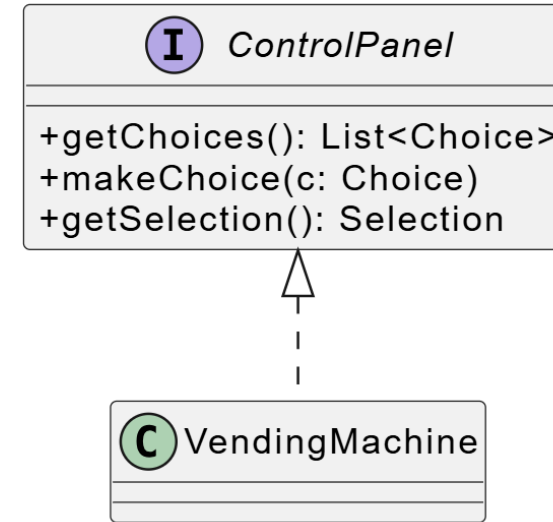 I ControlPanel
+getChoices(): List<Choice>
+makeChoice(c: Choice)
+getSelection(): Selection
C VendingMachine